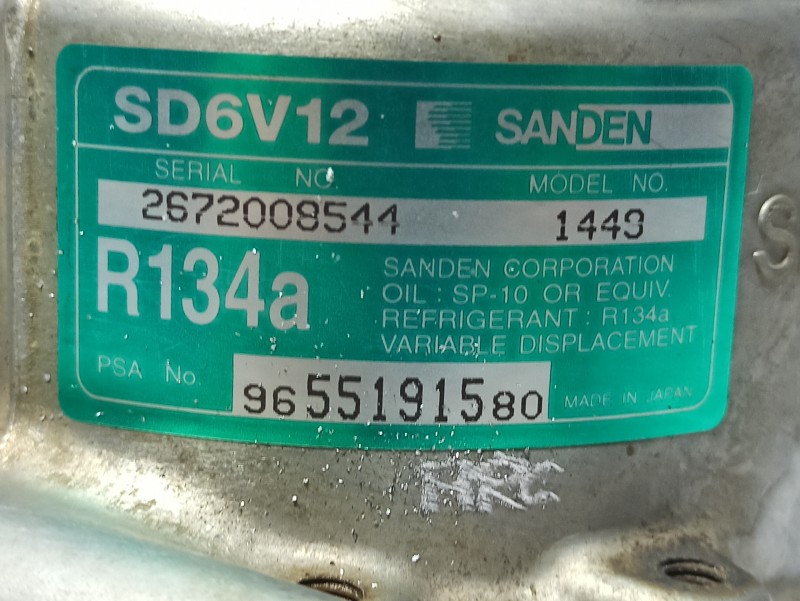 SD6V12 SANDEN
SERIAL NO. MODEL NO.
2672008544 1449
R134a
SANDEN CORPORATION
OIL : SP-10 OR EQUIV.
REFRIGERANT : R134a
VARIABLE DISPLACEMENT
PSA No. 9655191580 MADE IN JAPAN
S